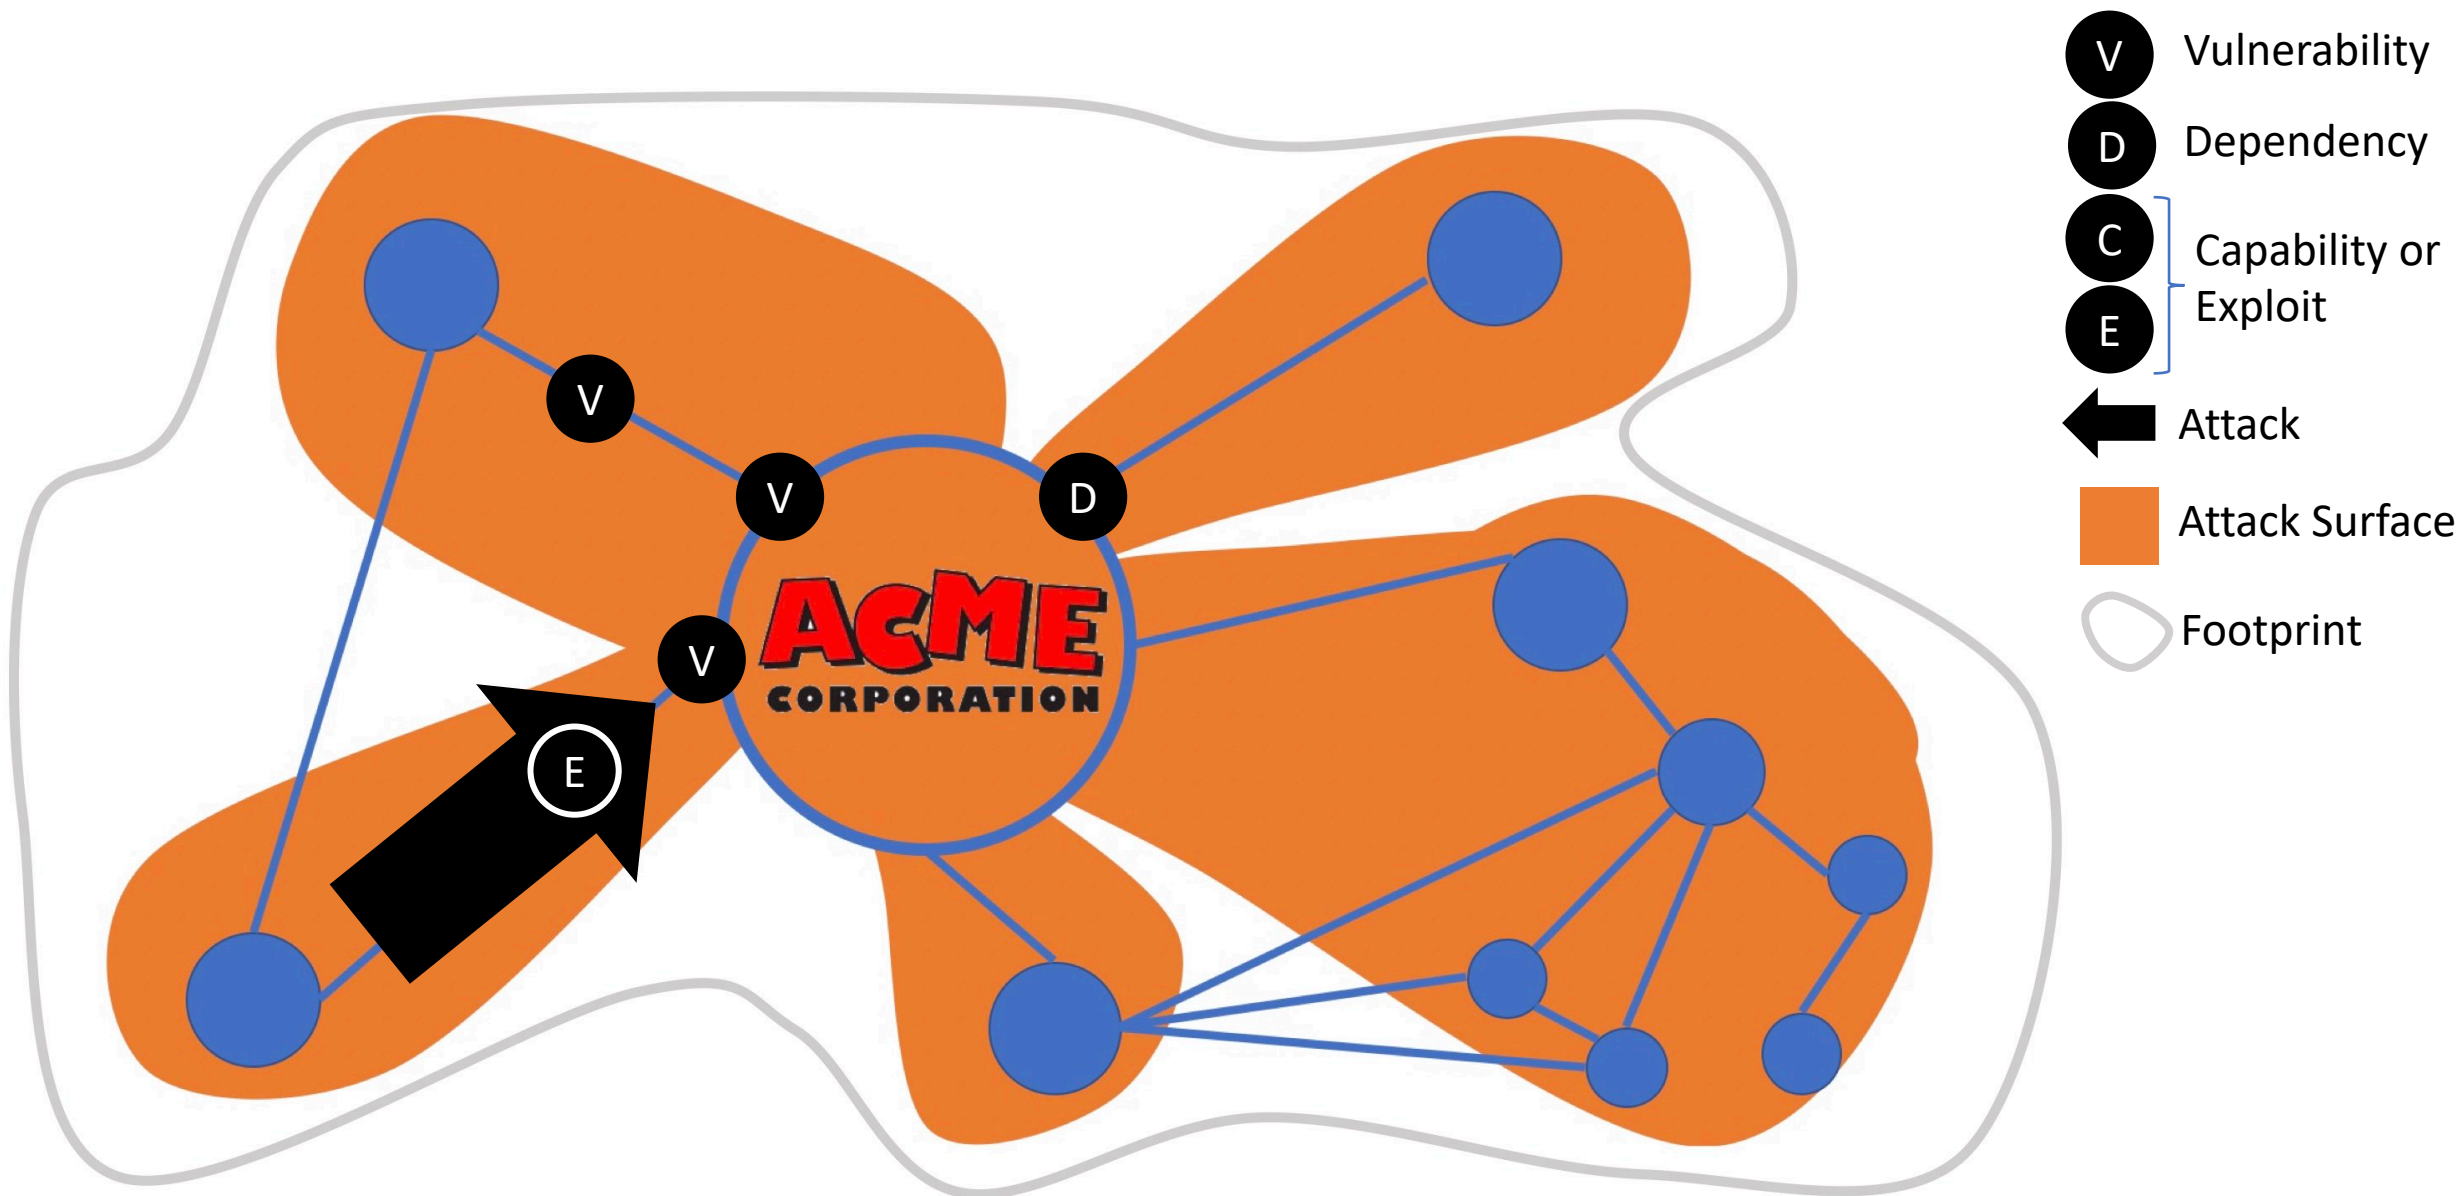 V Vulnerability
D Dependency
C
Capability or
Exploit
E
Attack
Attack Surface
Footprint
V
V
D
V
ACME
CORPORATION
E